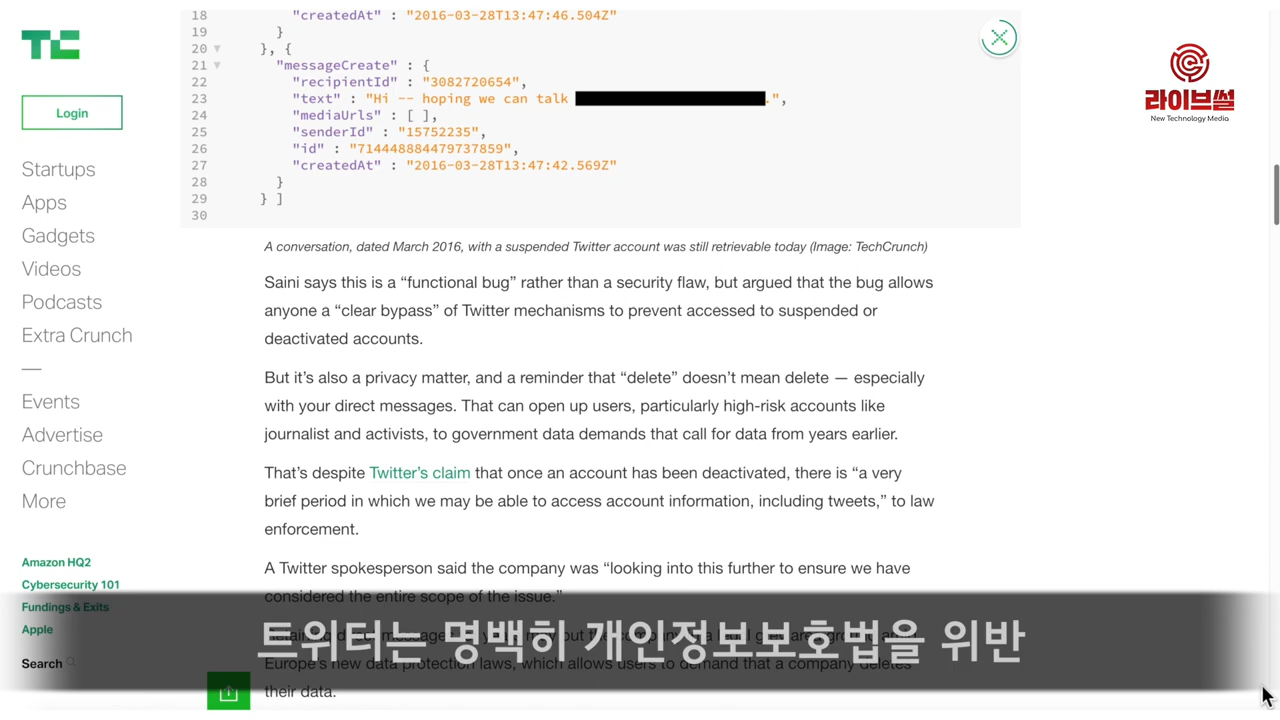 TC
Login
Startups
Apps
Gadgets
Videos
Podcasts
Extra Crunch
—
Events
Advertise
Crunchbase
More
Amazon HQ2
Cybersecurity 101
Fundings & Exits
Apple
Search
18 "createdAt" : "2016-03-28T13:47:46.504Z"
19 }
20 }, {
21 "messageCreate" : {
22 "recipientId" : "3082720654",
23 "text" : "Hi -- hoping we can talk .",
24 "mediaUrls" : [ ],
25 "senderId" : "15752235",
26 "id" : "714448884479737859",
27 "createdAt" : "2016-03-28T13:47:42.569Z"
28 }
29 } ]
30
A conversation, dated March 2016, with a suspended Twitter account was still retrievable today (Image: TechCrunch)
Saini says this is a “functional bug” rather than a security flaw, but argued that the bug allows
anyone a “clear bypass” of Twitter mechanisms to prevent accessed to suspended or
deactivated accounts.
But it’s also a privacy matter, and a reminder that “delete” doesn’t mean delete — especially
with your direct messages. That can open up users, particularly high-risk accounts like
journalist and activists, to government data demands that call for data from years earlier.
That’s despite Twitter’s claim that once an account has been deactivated, there is “a very
brief period in which we may be able to access account information, including tweets,” to law
enforcement.
A Twitter spokesperson said the company was “looking into this further to ensure we have
considered the entire scope of the issue.”
Europe’s new data protection laws, which allows users to demand that a company deletes
their data.
라이브썰
New Technology Media
트위터는 명백히 개인정보보호법을 위반